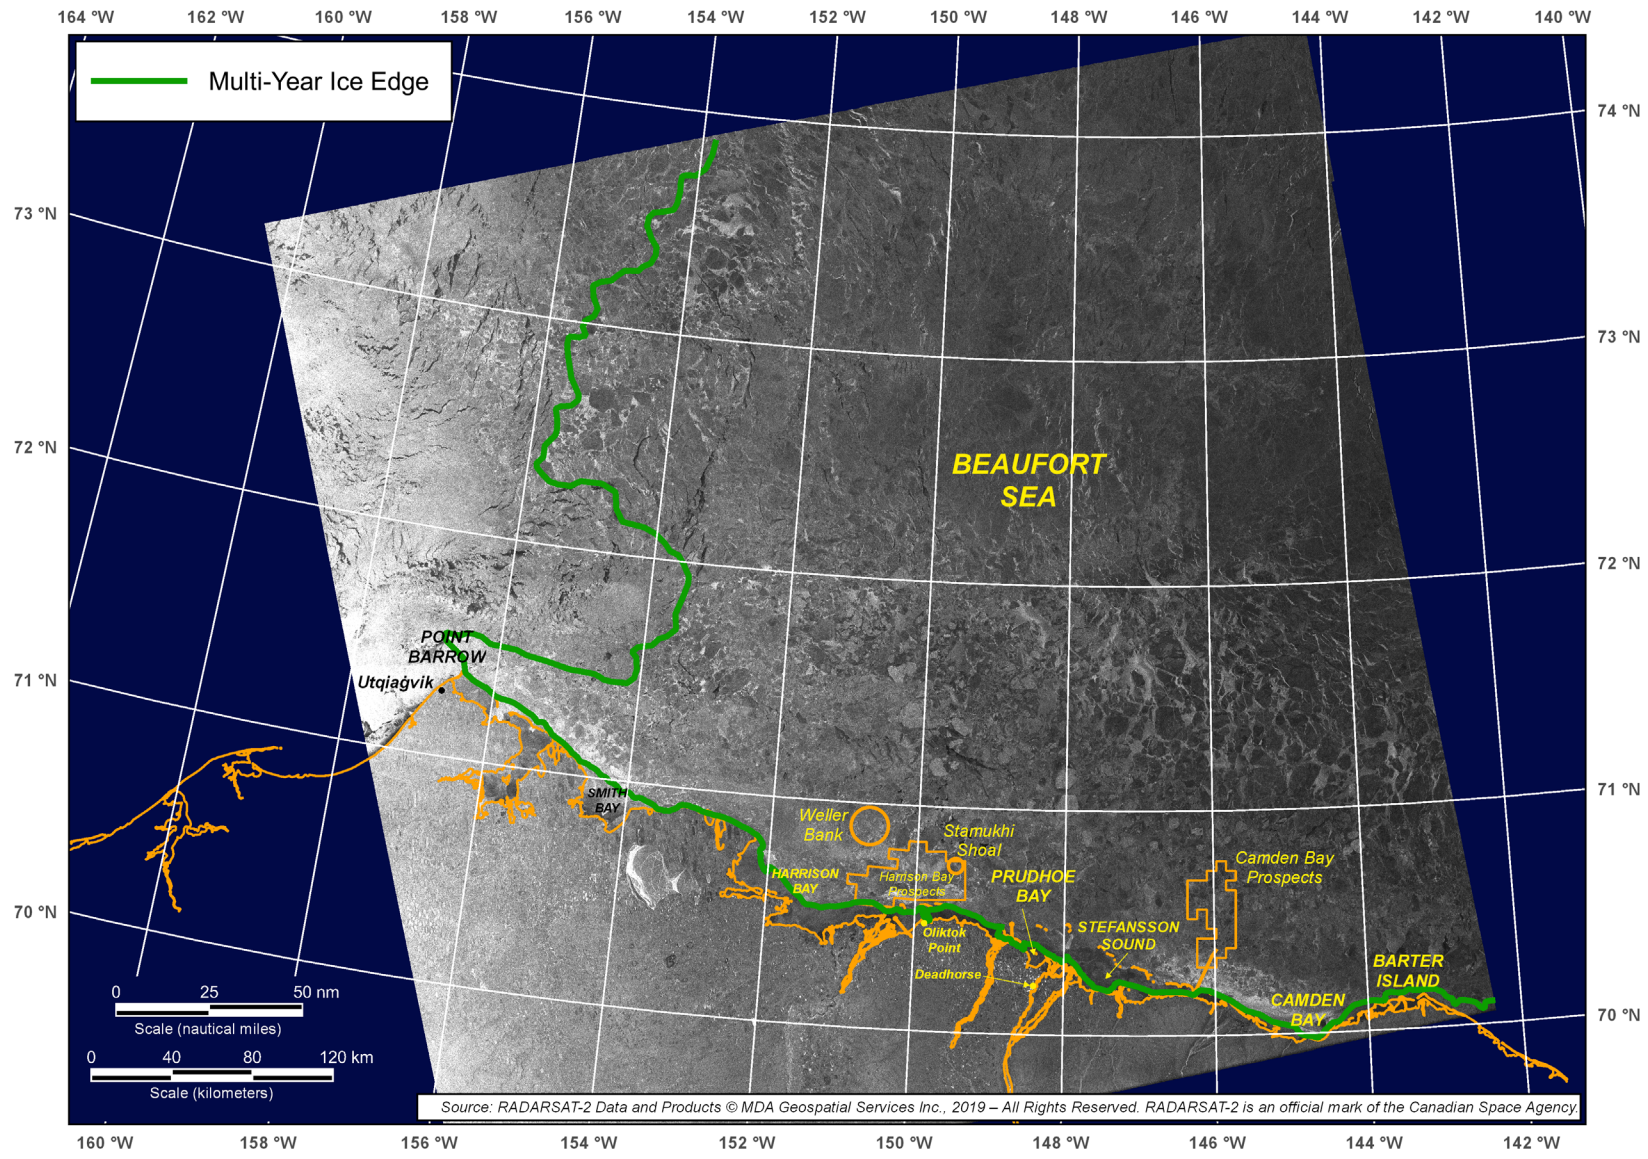 164 °W 162 °W 160 °W 158 °W 156 °W 154 °W 152 °W 150 °W 148 °W 146 °W 144 °W 142 °W 140 °W
Multi-Year Ice Edge
74 °N
73 °N
73 °N
72 °N
BEAUFORT
SEA
72 °N
POINT
BARROW
Utqiaġvik
71 °N
71 °N
SMITH
BAY
Weller
Bank
Stamukhi
Shoal
Camden Bay
Prospects
HARRISON
BAY
Harrison Bay
Prospects
PRUDHOE
BAY
70 °N
Oliktok
Point
STEFANSSON
SOUND
Deadhorse
BARTER
ISLAND
CAMDEN
BAY
70 °N
0 25 50 nm
Scale (nautical miles)
0 40 80 120 km
Scale (kilometers)
Source: RADARSAT-2 Data and Products © MDA Geospatial Services Inc., 2019 – All Rights Reserved. RADARSAT-2 is an official mark of the Canadian Space Agency.
160 °W 158 °W 156 °W 154 °W 152 °W 150 °W 148 °W 146 °W 144 °W 142 °W